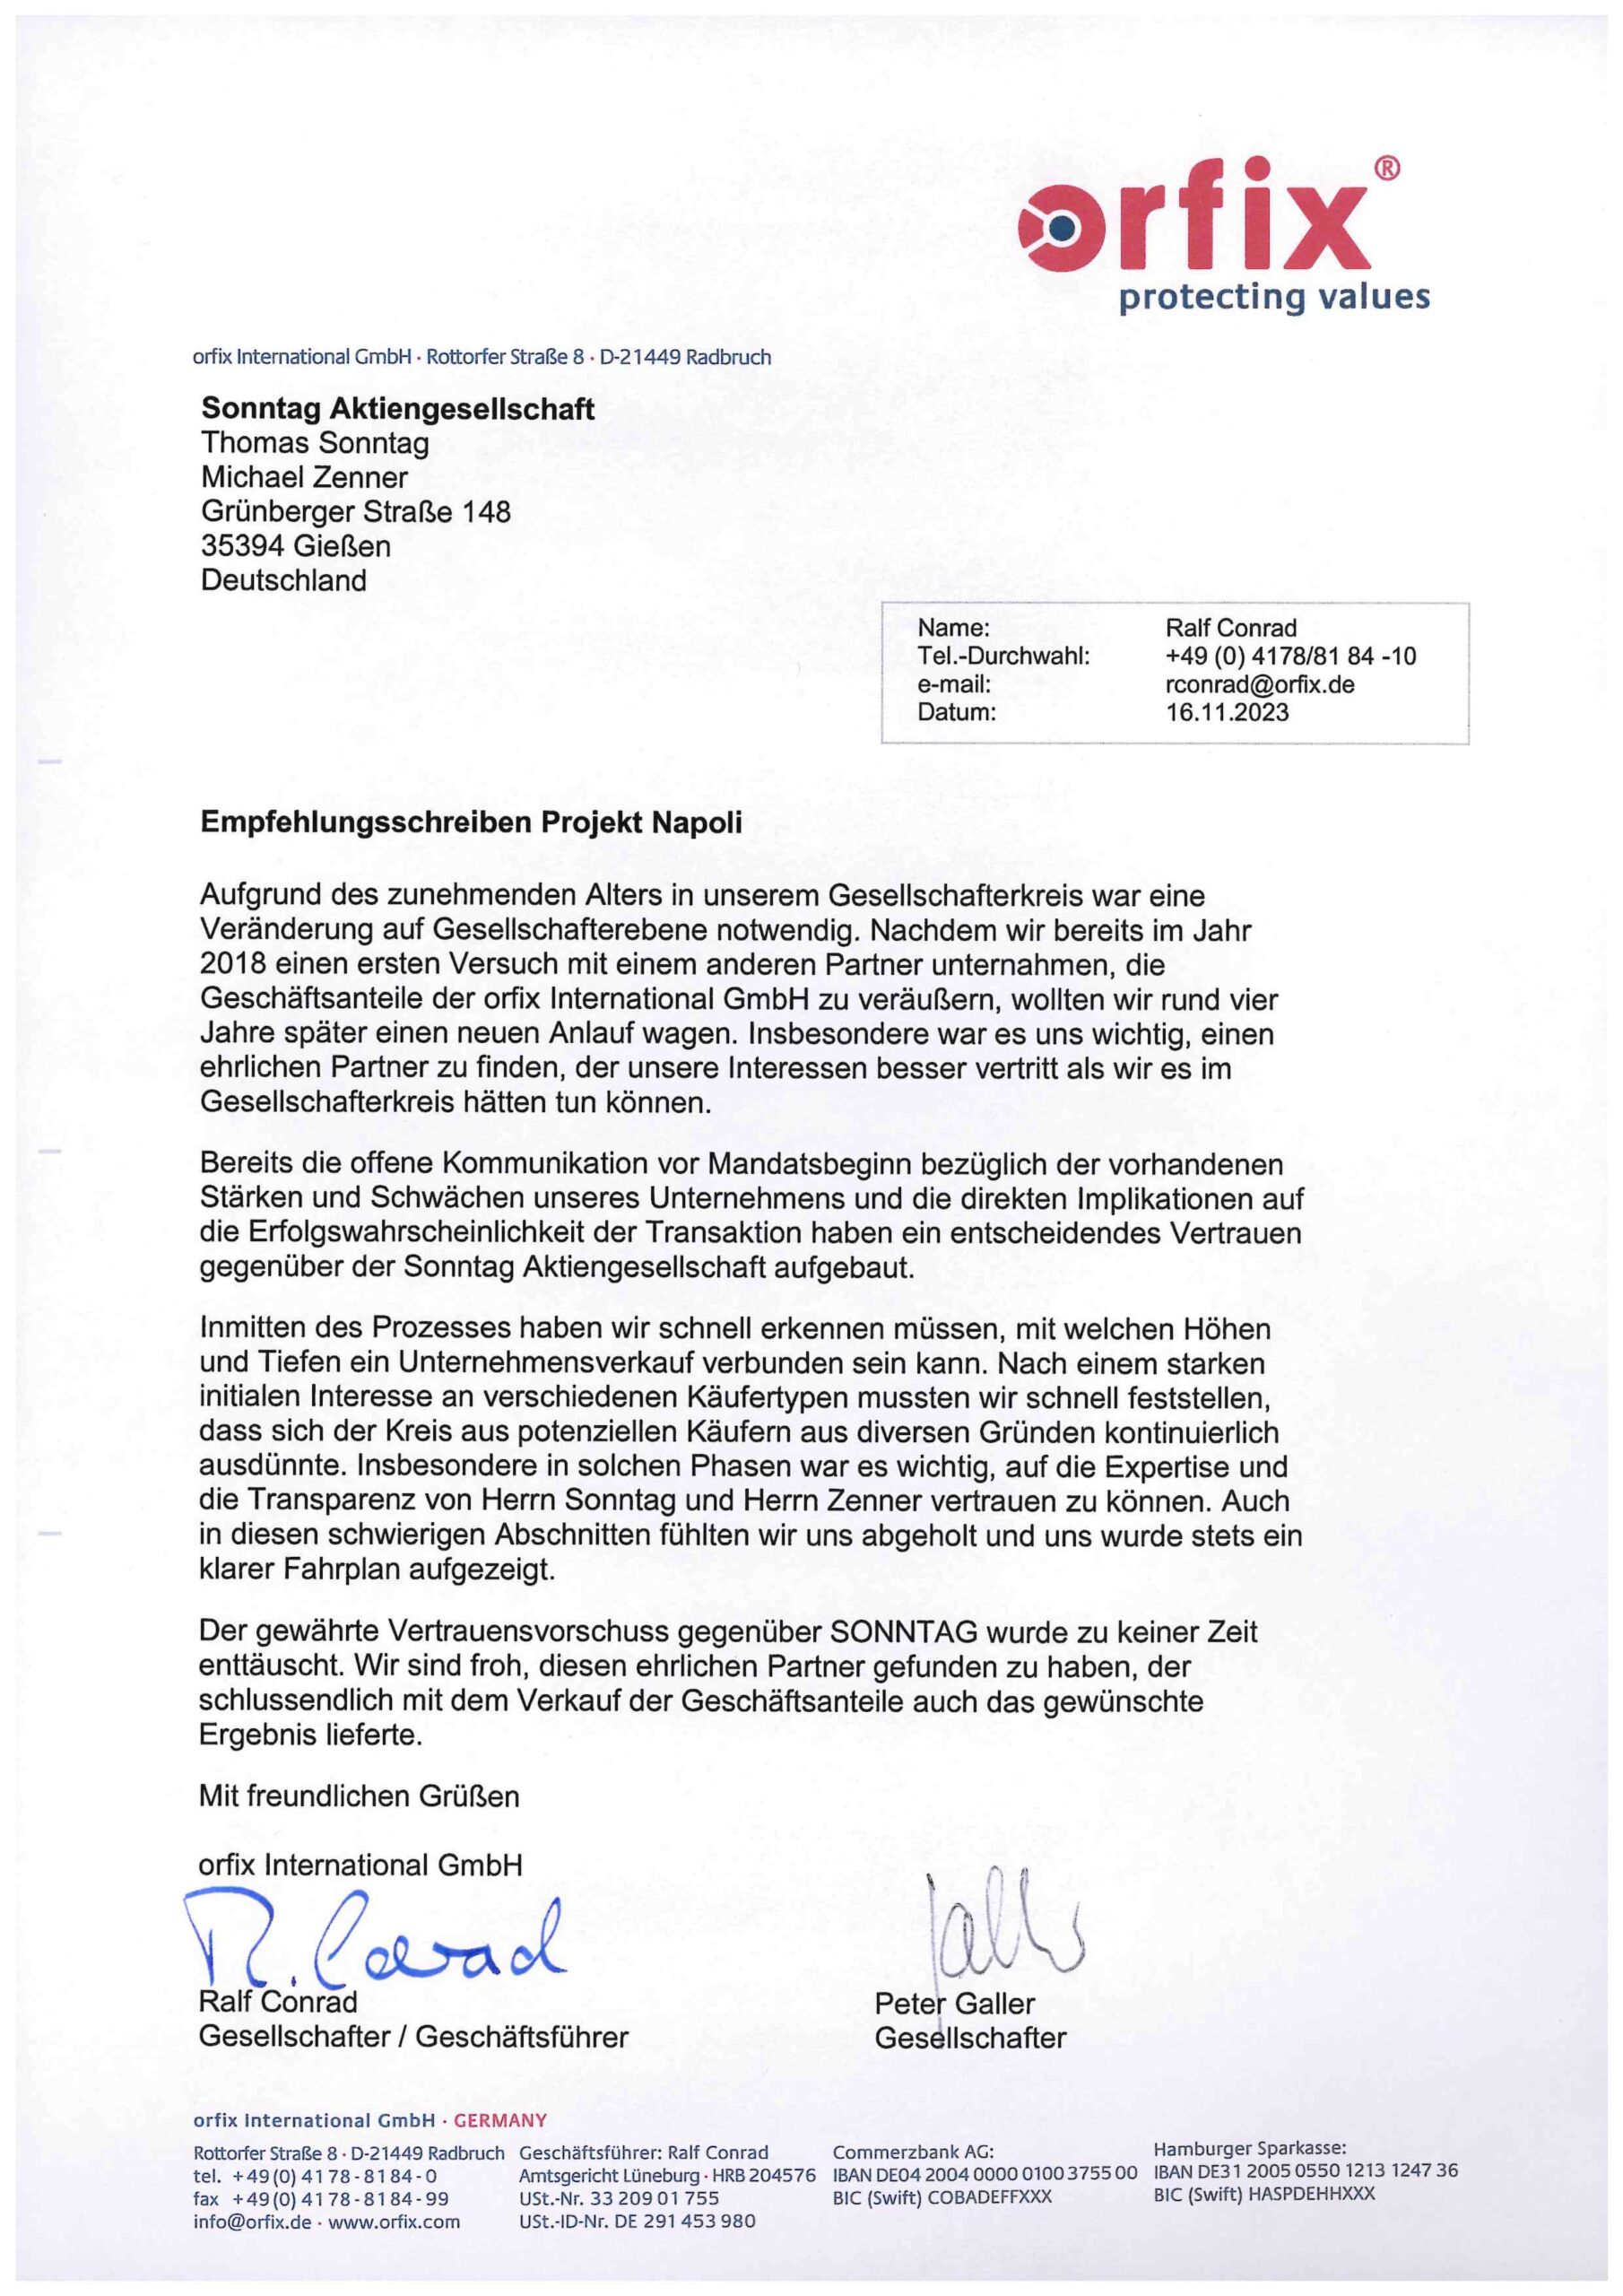 orfix®
protecting values
orfix International GmbH · Rottorfer Straße 8 · D-21449 Radbruch
Sonntag Aktiengesellschaft
Thomas Sonntag
Michael Zenner
Grünberger Straße 148
35394 Gießen
Deutschland
Name: Ralf Conrad
Tel.-Durchwahl: +49 (0) 4178/81 84 -10
e-mail: rconrad@orfix.de
Datum: 16.11.2023
Empfehlungsschreiben Projekt Napoli
Aufgrund des zunehmenden Alters in unserem Gesellschafterkreis war eine
Veränderung auf Gesellschafterebene notwendig. Nachdem wir bereits im Jahr
2018 einen ersten Versuch mit einem anderen Partner unternahmen, die
Geschäftsanteile der orfix International GmbH zu veräußern, wollten wir rund vier
Jahre später einen neuen Anlauf wagen. Insbesondere war es uns wichtig, einen
ehrlichen Partner zu finden, der unsere Interessen besser vertritt als wir es im
Gesellschafterkreis hätten tun können.
Bereits die offene Kommunikation vor Mandatsbeginn bezüglich der vorhandenen
Stärken und Schwächen unseres Unternehmens und die direkten Implikationen auf
die Erfolgswahrscheinlichkeit der Transaktion haben ein entscheidendes Vertrauen
gegenüber der Sonntag Aktiengesellschaft aufgebaut.
Inmitten des Prozesses haben wir schnell erkennen müssen, mit welchen Höhen
und Tiefen ein Unternehmensverkauf verbunden sein kann. Nach einem starken
initialen Interesse an verschiedenen Käufertypen mussten wir schnell feststellen,
dass sich der Kreis aus potenziellen Käufern aus diversen Gründen kontinuierlich
ausdünnte. Insbesondere in solchen Phasen war es wichtig, auf die Expertise und
die Transparenz von Herrn Sonntag und Herrn Zenner vertrauen zu können. Auch
in diesen schwierigen Abschnitten fühlten wir uns abgeholt und uns wurde stets ein
klarer Fahrplan aufgezeigt.
Der gewährte Vertrauensvorschuss gegenüber SONNTAG wurde zu keiner Zeit
enttäuscht. Wir sind froh, diesen ehrlichen Partner gefunden zu haben, der
schlussendlich mit dem Verkauf der Geschäftsanteile auch das gewünschte
Ergebnis lieferte.
Mit freundlichen Grüßen
orfix International GmbH
R. Conrad
Ralf Conrad
Gesellschafter / Geschäftsführer
Peter Galler
Gesellschafter
orfix International GmbH · GERMANY
Rottorfer Straße 8 · D-21449 Radbruch
tel. +49 (0) 41 78 - 81 84 - 0
fax +49 (0) 41 78 - 81 84 - 99
info@orfix.de · www.orfix.com
Geschäftsführer: Ralf Conrad
Amtsgericht Lüneburg · HRB 204576
USt.-Nr. 33 209 01 755
USt.-ID-Nr. DE 291 453 980
Commerzbank AG:
IBAN DE04 2004 0000 0100 3755 00
BIC (Swift) COBADEFFXXX
Hamburger Sparkasse:
IBAN DE31 2005 0550 1213 1247 36
BIC (Swift) HASPDEHHXXX